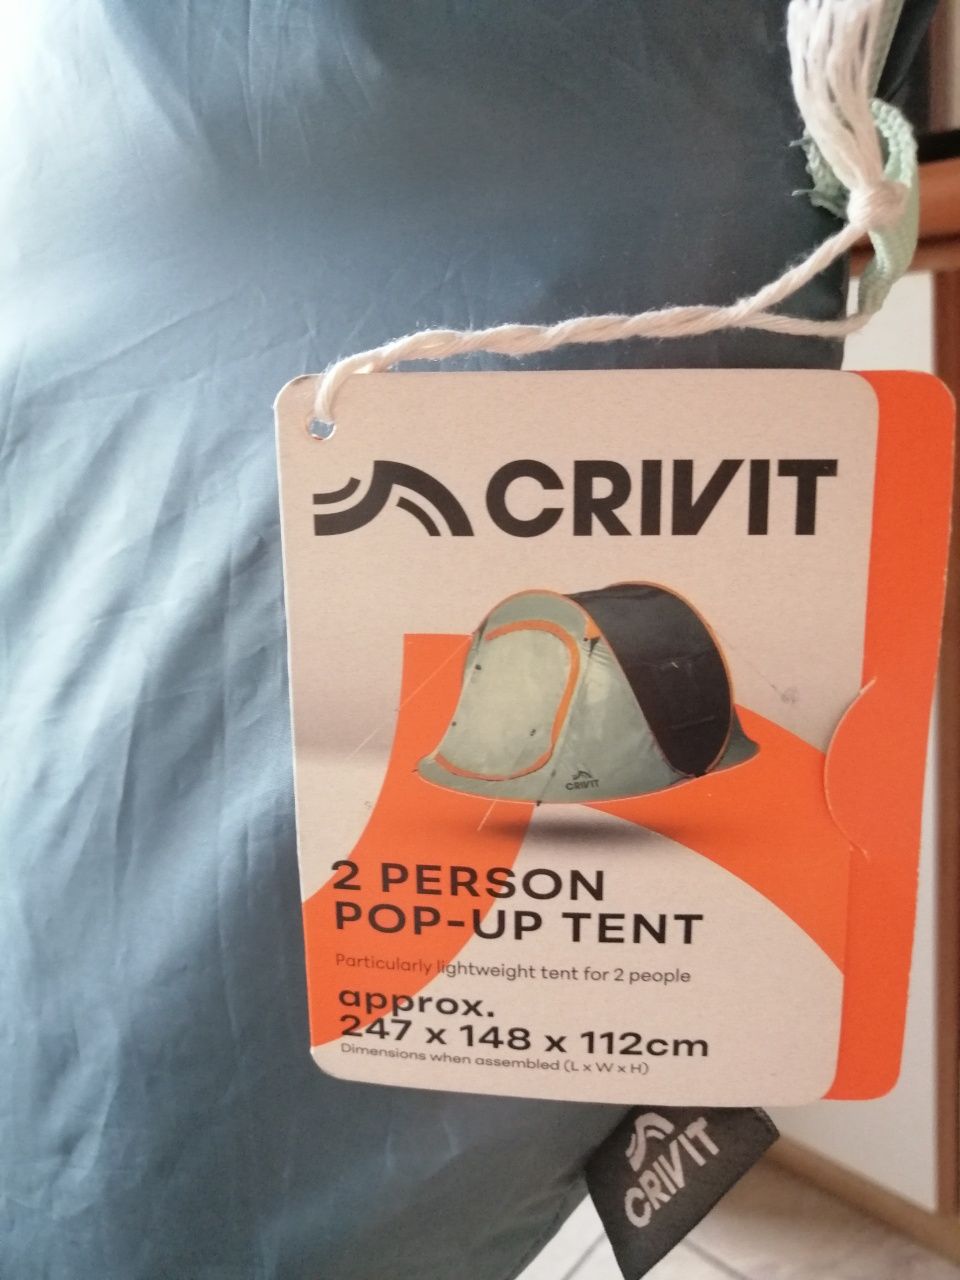 CRIVIT
CRIVIT
2 PERSON
POP-UP TENT
Particularly lightweight tent for 2 people
approx.
247 x 148 x 112cm
Dimensions when assembled (L x W x H)
CRIVIT